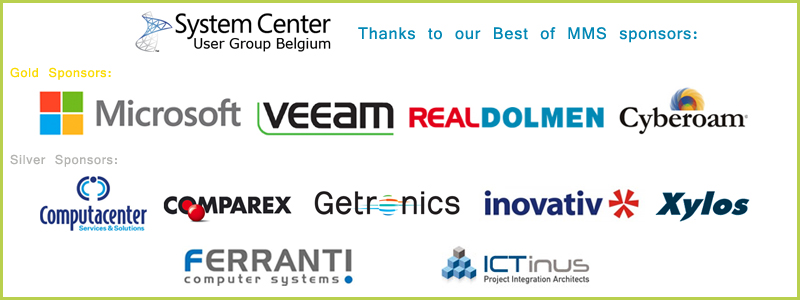 System Center
User Group Belgium
Thanks to our Best of MMS sponsors:
Gold Sponsors:
Microsoft
veeam
REALDOLMEN
Cyberoam
Silver Sponsors:
Computacenter
Services & Solutions
COMPAREX
Getronics
inovativ
Xylos
FERRANTI
computer systems
ICTinus
Project Integration Architects